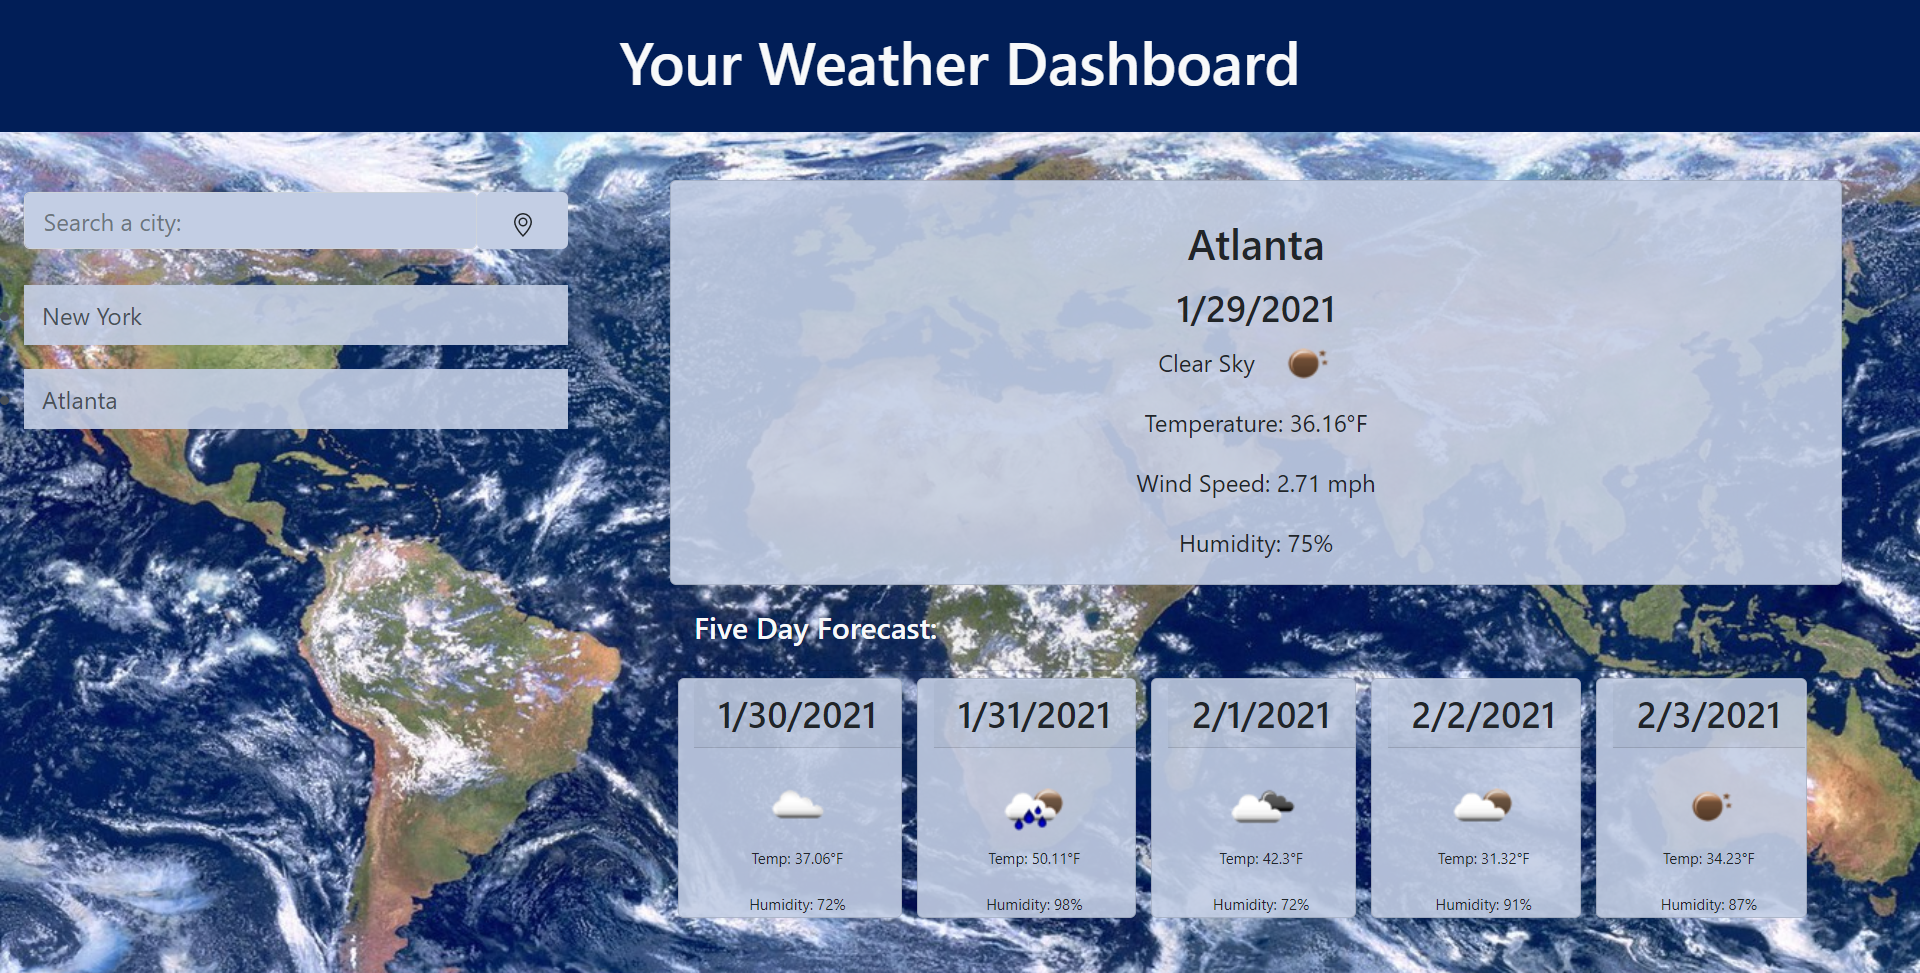 Your Weather Dashboard
Search a city:
New York
Atlanta
Atlanta
1/29/2021
Clear Sky
Temperature: 36.16°F
Wind Speed: 2.71 mph
Humidity: 75%
Five Day Forecast:
1/30/2021
Temp: 37.06°F
Humidity: 72%
1/31/2021
Temp: 50.11°F
Humidity: 98%
2/1/2021
Temp: 42.3°F
Humidity: 72%
2/2/2021
Temp: 31.32°F
Humidity: 91%
2/3/2021
Temp: 34.23°F
Humidity: 87%